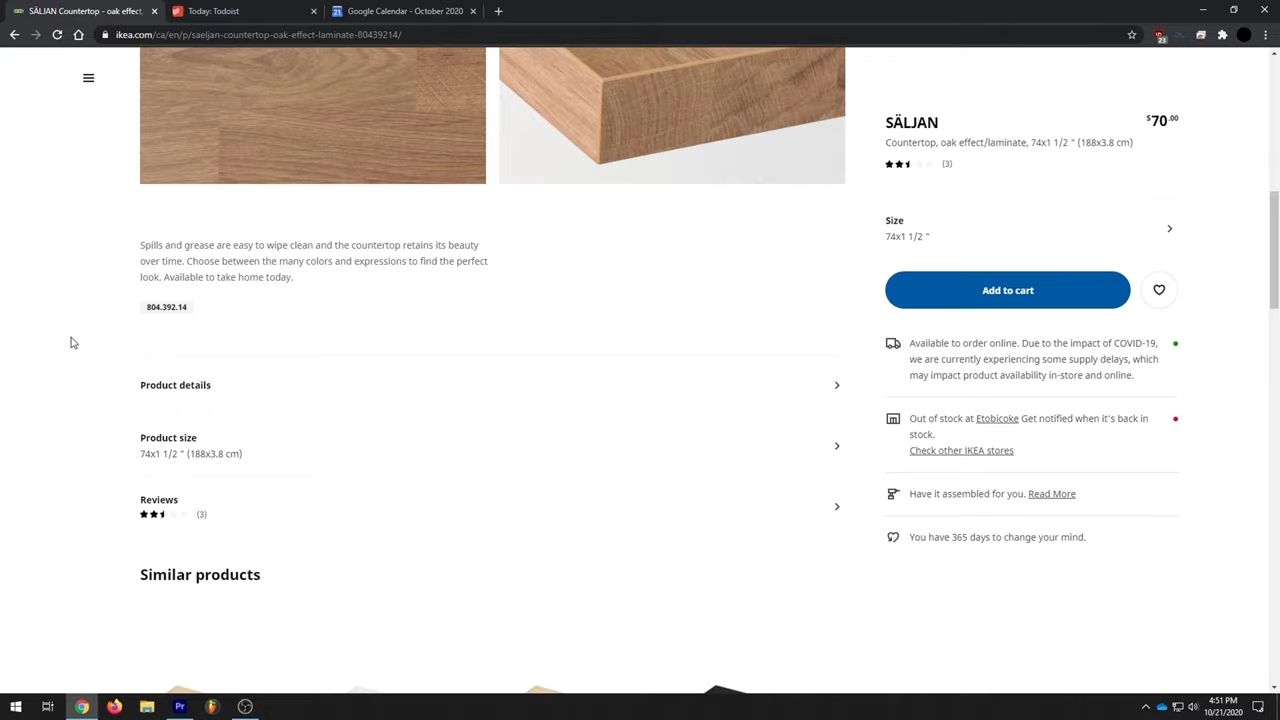 SÄLJAN Countertop - oak effect,
Today: Todoist
Google Calendar - October 2020
ikea.com/ca/en/p/saeljan-countertop-oak-effect-laminate-80439214/
23
SÄLJAN
$70.00
Countertop, oak effect/laminate, 74x1 1/2 " (188x3.8 cm)
(3)
Size
74x1 1/2 "
Add to cart
Spills and grease are easy to wipe clean and the countertop retains its beauty
over time. Choose between the many colors and expressions to find the perfect
look. Available to take home today.
804.392.14
Available to order online. Due to the impact of COVID-19,
we are currently experiencing some supply delays, which
may impact product availability in-store and online.
Product details
Out of stock at Etobicoke Get notified when it's back in
stock.
Check other IKEA stores
Product size
74x1 1/2 " (188x3.8 cm)
Have it assembled for you. Read More
Reviews
(3)
You have 365 days to change your mind.
Similar products
Pr
4:51 PM
10/21/2020